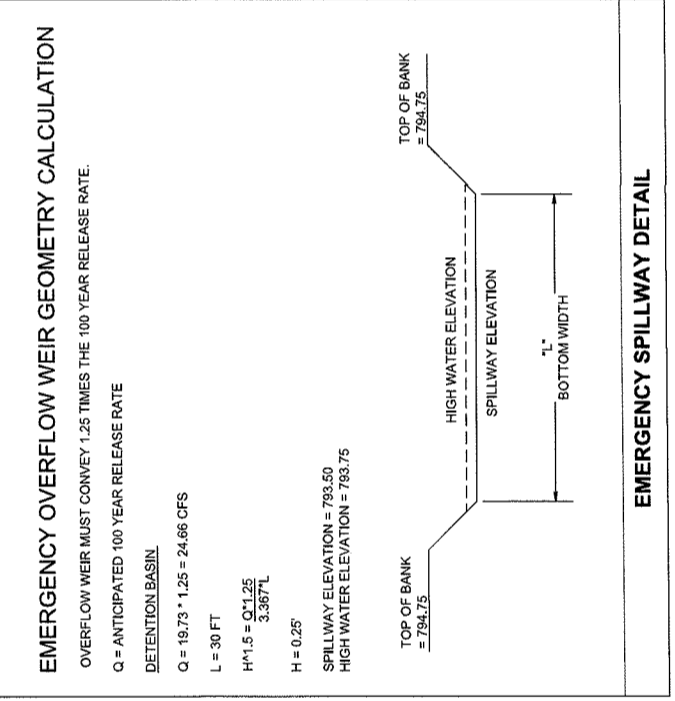 EMERGENCY OVERFLOW WEIR GEOMETRY CALCULATION
OVERFLOW WEIR MUST CONVEY 1.25 TIMES THE 100 YEAR RELEASE RATE.
Q = ANTICIPATED 100 YEAR RELEASE RATE
DETENTION BASIN
Q = 19.73 * 1.25 = 24.66 CFS
L = 30 FT
H^1.5 = Q*1.25
3.367*L
H = 0.25'
SPILLWAY ELEVATION = 793.50
HIGH WATER ELEVATION = 793.75
TOP OF BANK
= 794.75
HIGH WATER ELEVATION
SPILLWAY ELEVATION
"L"
BOTTOM WIDTH
TOP OF BANK
= 794.75
EMERGENCY SPILLWAY DETAIL